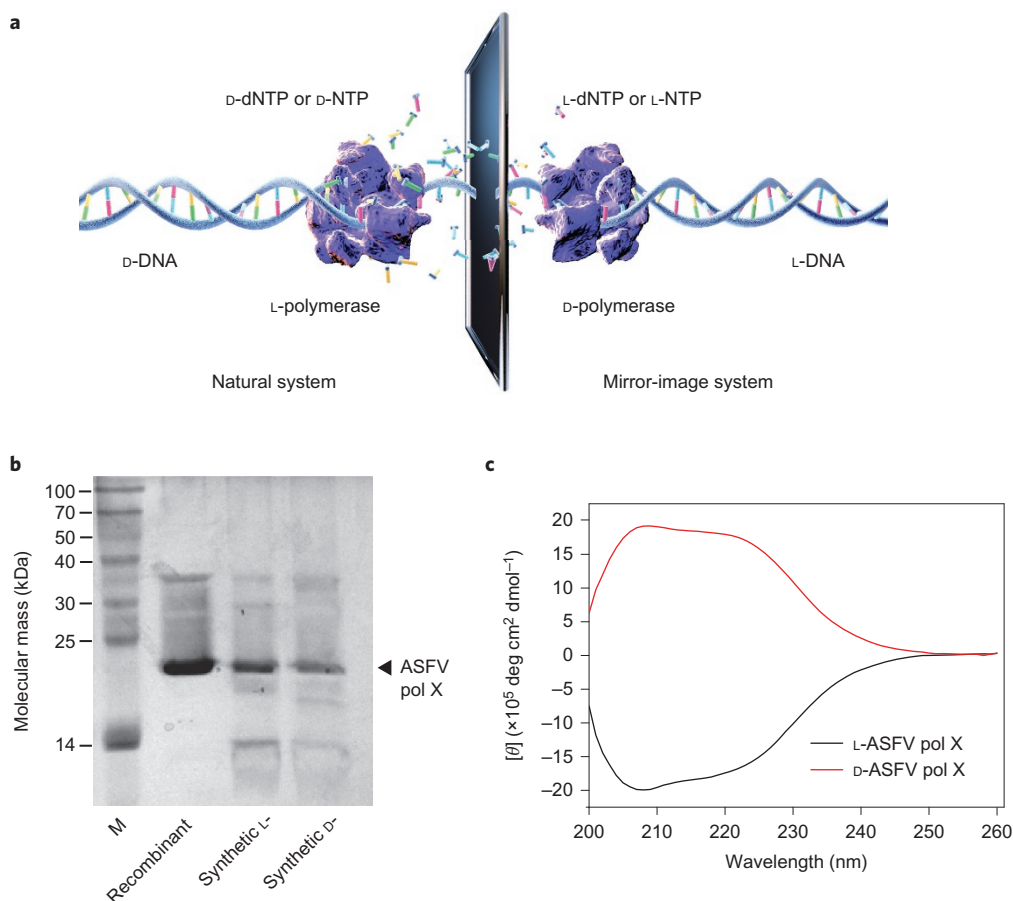 a
D-dNTP or D-NTP
L-dNTP or L-NTP
D-DNA
L-DNA
L-polymerase
D-polymerase
Natural system
Mirror-image system
b
Molecular mass (kDa)
100
70
50
40
30
25
14
ASFV
pol X
M
Recombinant
Synthetic L-
Synthetic D-
c
[θ] (×10⁵ deg cm² dmol⁻¹)
20
15
10
5
0
–5
–10
–15
–20
L-ASFV pol X
D-ASFV pol X
200
210
220
230
240
250
260
Wavelength (nm)